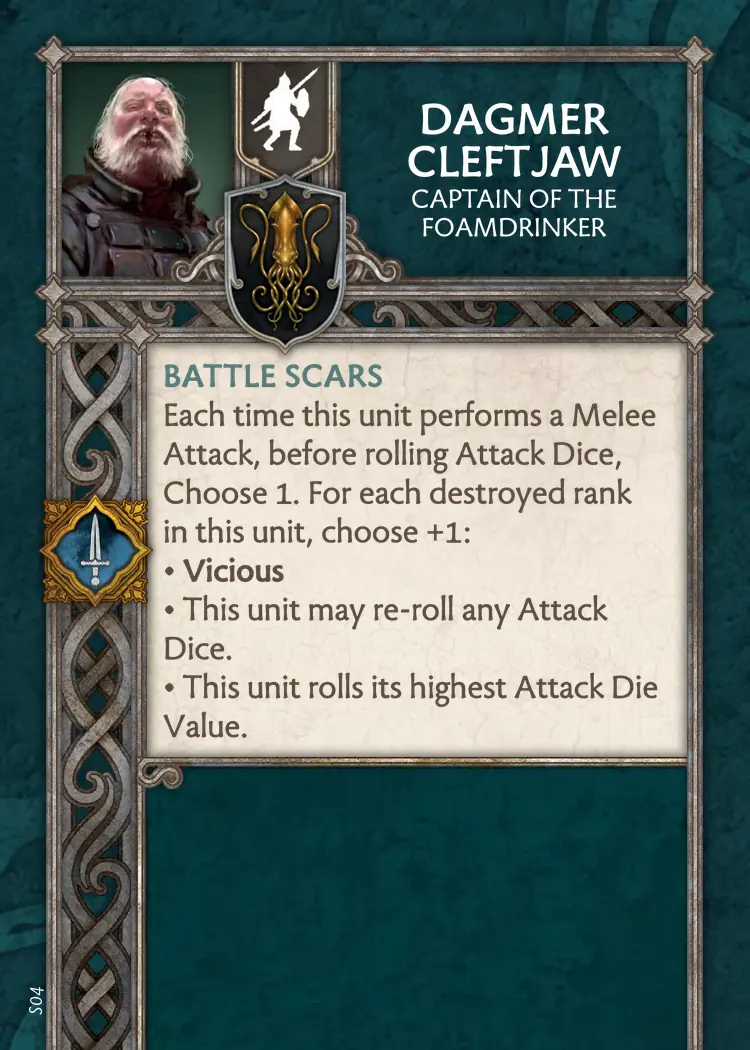 DAGMER
CLEFTJAW
CAPTAIN OF THE
FOAMDRINKER
BATTLE SCARS
Each time this unit performs a Melee
Attack, before rolling Attack Dice,
Choose 1. For each destroyed rank
in this unit, choose +1:
• Vicious
• This unit may re-roll any Attack
Dice.
• This unit rolls its highest Attack Die
Value.
S04